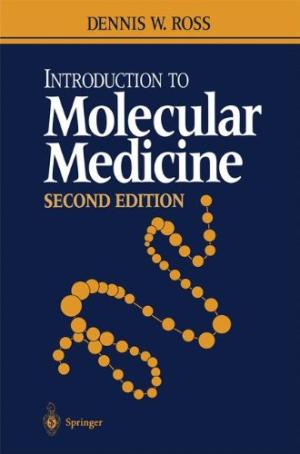 DENNIS W. ROSS
INTRODUCTION TO
Molecular
Medicine
SECOND EDITION
Springer